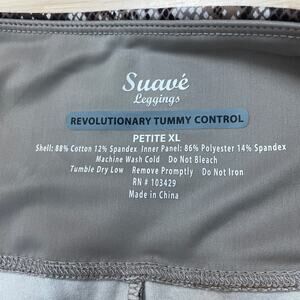 Suavé
Leggings
REVOLUTIONARY TUMMY CONTROL
PETITE XL
Shell: 88% Cotton 12% Spandex Inner Panel: 86% Polyester 14% Spandex
Machine Wash Cold Do Not Bleach
Tumble Dry Low Remove Promptly Do Not Iron
RN # 103429
Made in China